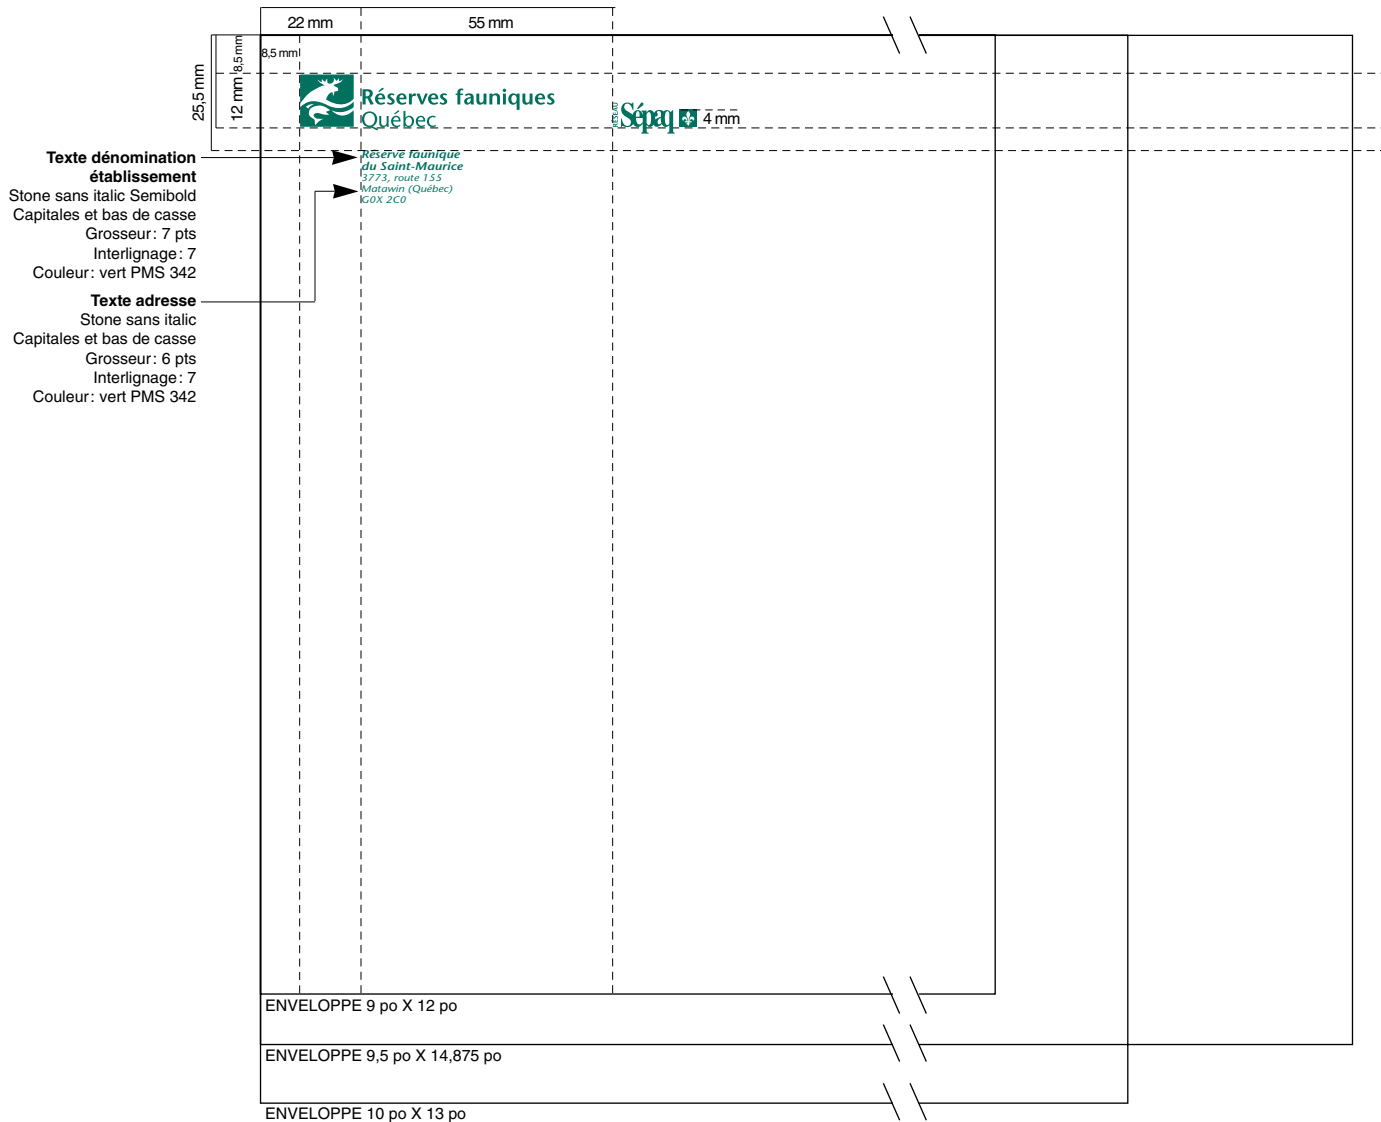 22 mm
55 mm
8,5 mm
8,5 mm
12 mm
25,5 mm
Réserves fauniques
Québec
RÉSEAU
Sépaq
4 mm
Texte dénomination
établissement
Stone sans italic Semibold
Capitales et bas de casse
Grosseur : 7 pts
Interlignage : 7
Couleur : vert PMS 342
Réserve faunique
du Saint-Maurice
3773, route 155
Matawin (Québec)
G0X 2C0
Texte adresse
Stone sans italic
Capitales et bas de casse
Grosseur : 6 pts
Interlignage : 7
Couleur : vert PMS 342
ENVELOPPE 9 po X 12 po
ENVELOPPE 9,5 po X 14,875 po
ENVELOPPE 10 po X 13 po